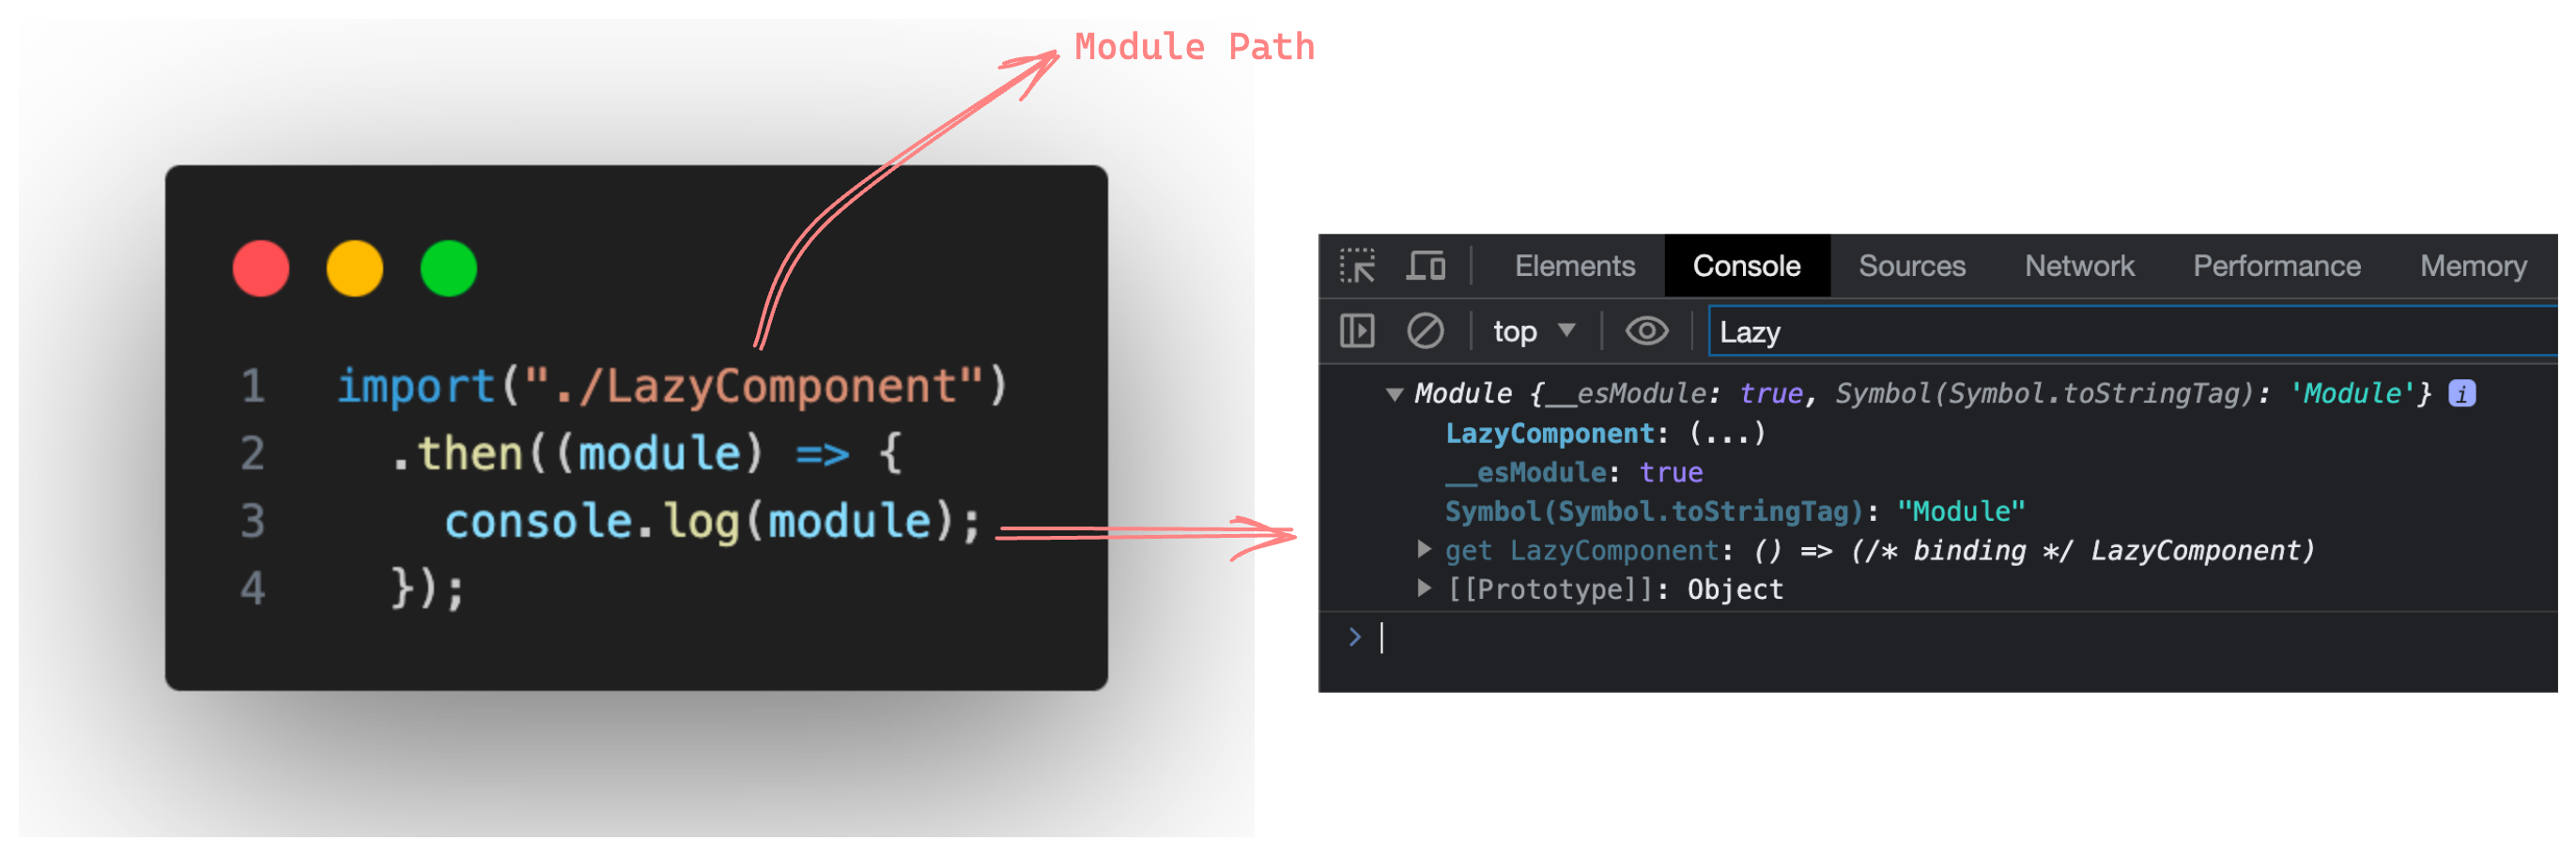 Module Path
1 import("./LazyComponent")
2 .then((module) => {
3 console.log(module);
4 });
Elements Console Sources Network Performance Memory
top Lazy
Module {__esModule: true, Symbol(Symbol.toStringTag): 'Module'} i
LazyComponent: (...)
__esModule: true
Symbol(Symbol.toStringTag): "Module"
get LazyComponent: () => (/* binding */ LazyComponent)
[[Prototype]]: Object